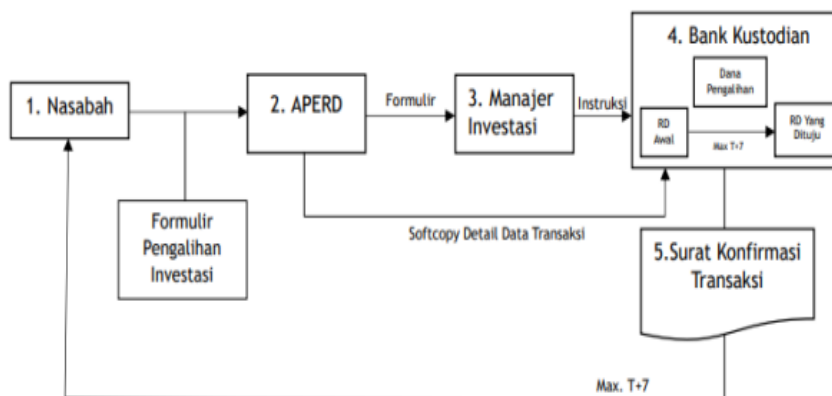 4. Bank Kustodian
Dana
Pengalihan
1. Nasabah
2. APERD
Formulir
3. Manajer
Investasi
Instruksi
RD
Awal
Max T+7
RD Yang
Dituju
Formulir
Pengalihan
Investasi
Softcopy Detail Data Transaksi
5.Surat Konfirmasi
Transaksi
Max. T+7